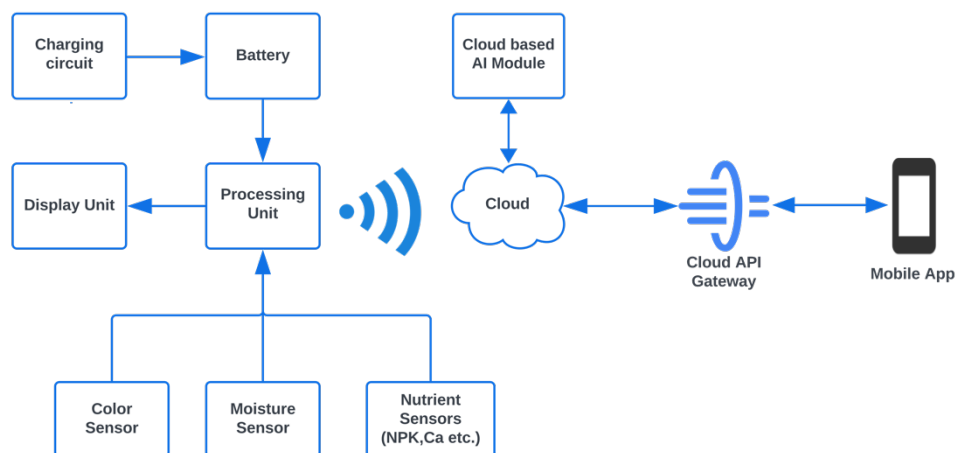 Charging
circuit
Battery
Cloud based
AI Module
Display Unit
Processing
Unit
Cloud
Cloud API
Gateway
Mobile App
Color
Sensor
Moisture
Sensor
Nutrient
Sensors
(NPK,Ca etc.)